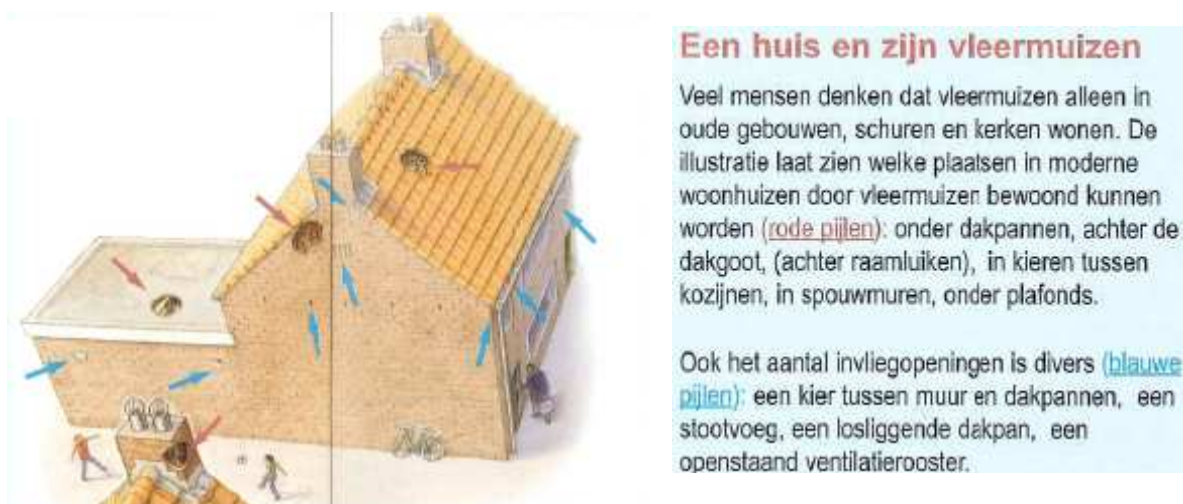 Een huis en zijn vleermuizen
Veel mensen denken dat vleermuizen alleen in
oude gebouwen, schuren en kerken wonen. De
illustratie laat zien welke plaatsen in moderne
woonhuizen door vleermuizen bewoond kunnen
worden (rode pijlen): onder dakpannen, achter de
dakgoot, (achter raamluiken), in kieren tussen
kozijnen, in spouwmuren, onder plafonds.
Ook het aantal invliegopeningen is divers (blauwe
pijlen): een kier tussen muur en dakpannen, een
stootvoeg, een losliggende dakpan, een
openstaand ventilatierooster.